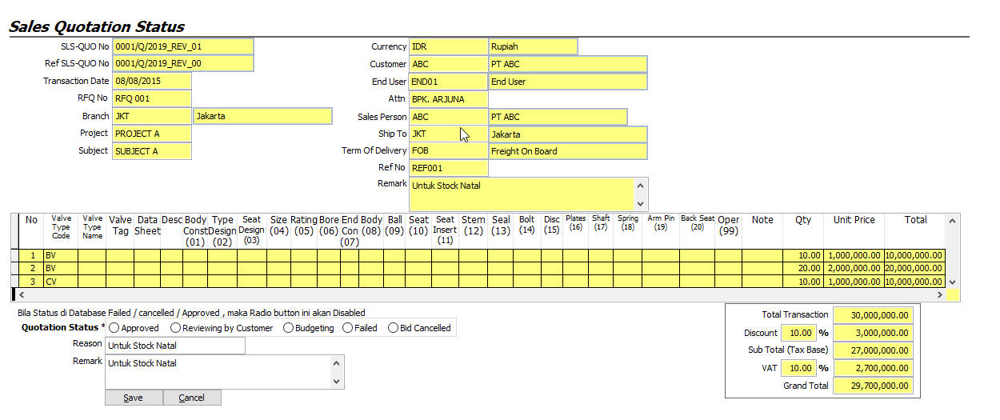 Sales Quotation Status
SLS-QUO No 0001/Q/2019_REV_01
Ref SLS-QUO No 0001/Q/2019_REV_00
Transaction Date 08/08/2015
RFQ No RFQ 001
Branch JKT Jakarta
Project PROJECT A
Subject SUBJECT A
Currency IDR Rupiah
Customer ABC PT ABC
End User END01 End User
Attn BPK. ARJUNA
Sales Person ABC PT ABC
Ship To JKT Jakarta
Term Of Delivery FOB Freight On Board
Ref No REF001
Remark Untuk Stock Natal
No Valve Type Code Valve Type Name Valve Tag Data Sheet Desc Body Const (01) Type Design (02) Seat Design (03) Size (04) Rating (05) Bore (06) End Con (07) Body (08) Ball (09) Seat (10) Seat Insert (11) Stem (12) Seal (13) Bolt (14) Disc (15) Plates (16) Shaft (17) Spring (18) Arm Pin (19) Back Seat (20) Oper (99) Note Qty Unit Price Total
1 BV 10.00 1,000,000.00 10,000,000.00
2 BV 20.00 2,000,000.00 20,000,000.00
3 CV 10.00 1,000,000.00 10,000,000.00
Bila Status di Database Failed / cancelled / Approved , maka Radio button ini akan Disabled
Quotation Status * Approved Reviewing by Customer Budgeting Failed Bid Cancelled
Reason Untuk Stock Natal
Remark Untuk Stock Natal
Save Cancel
Total Transaction 30,000,000.00
Discount 10.00 % 3,000,000.00
Sub Total (Tax Base) 27,000,000.00
VAT 10.00 % 2,700,000.00
Grand Total 29,700,000.00